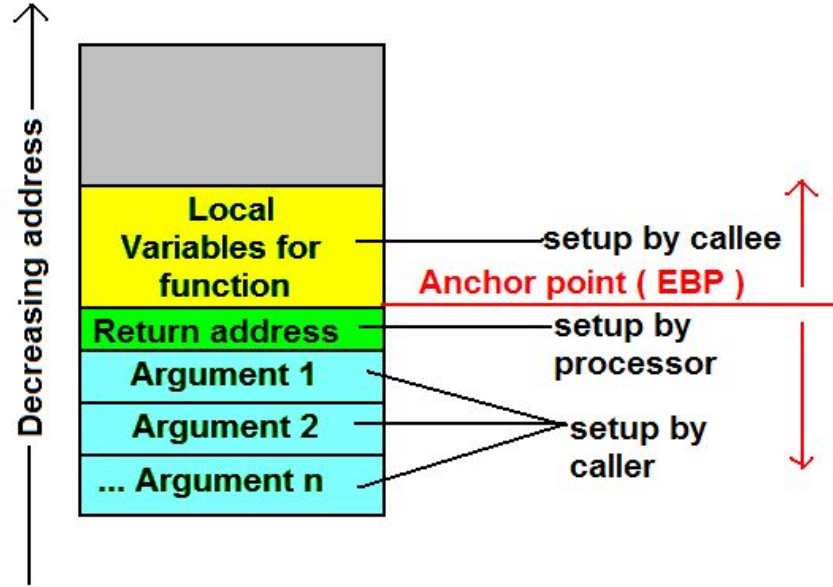 Decreasing address
Local
Variables for
function
setup by callee
Anchor point ( EBP )
Return address
setup by
processor
Argument 1
Argument 2
setup by
caller
... Argument n